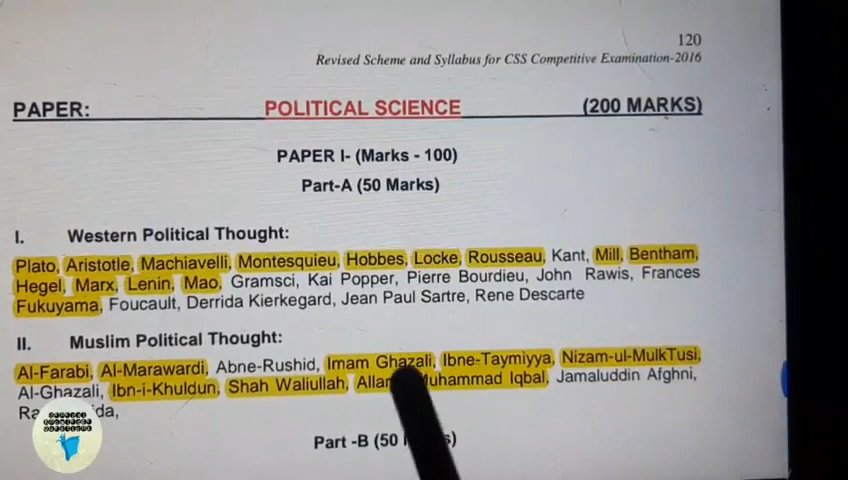 120
Revised Scheme and Syllabus for CSS Competitive Examination-2016
PAPER: POLITICAL SCIENCE (200 MARKS)
PAPER I- (Marks - 100)
Part-A (50 Marks)
I. Western Political Thought:
Plato, Aristotle, Machiavelli, Montesquieu, Hobbes, Locke, Rousseau, Kant, Mill, Bentham,
Hegel, Marx, Lenin, Mao, Gramsci, Kai Popper, Pierre Bourdieu, John Rawis, Frances
Fukuyama, Foucault, Derrida Kierkegard, Jean Paul Sartre, Rene Descarte
II. Muslim Political Thought:
Al-Farabi, Al-Marawardi, Abne-Rushid, Imam Ghazali, Ibne-Taymiyya, Nizam-ul-MulkTusi,
Al-Ghazali, Ibn-i-Khuldun, Shah Waliullah, Muhammad Iqbal, Jamaluddin Afghni,
Part -B (50